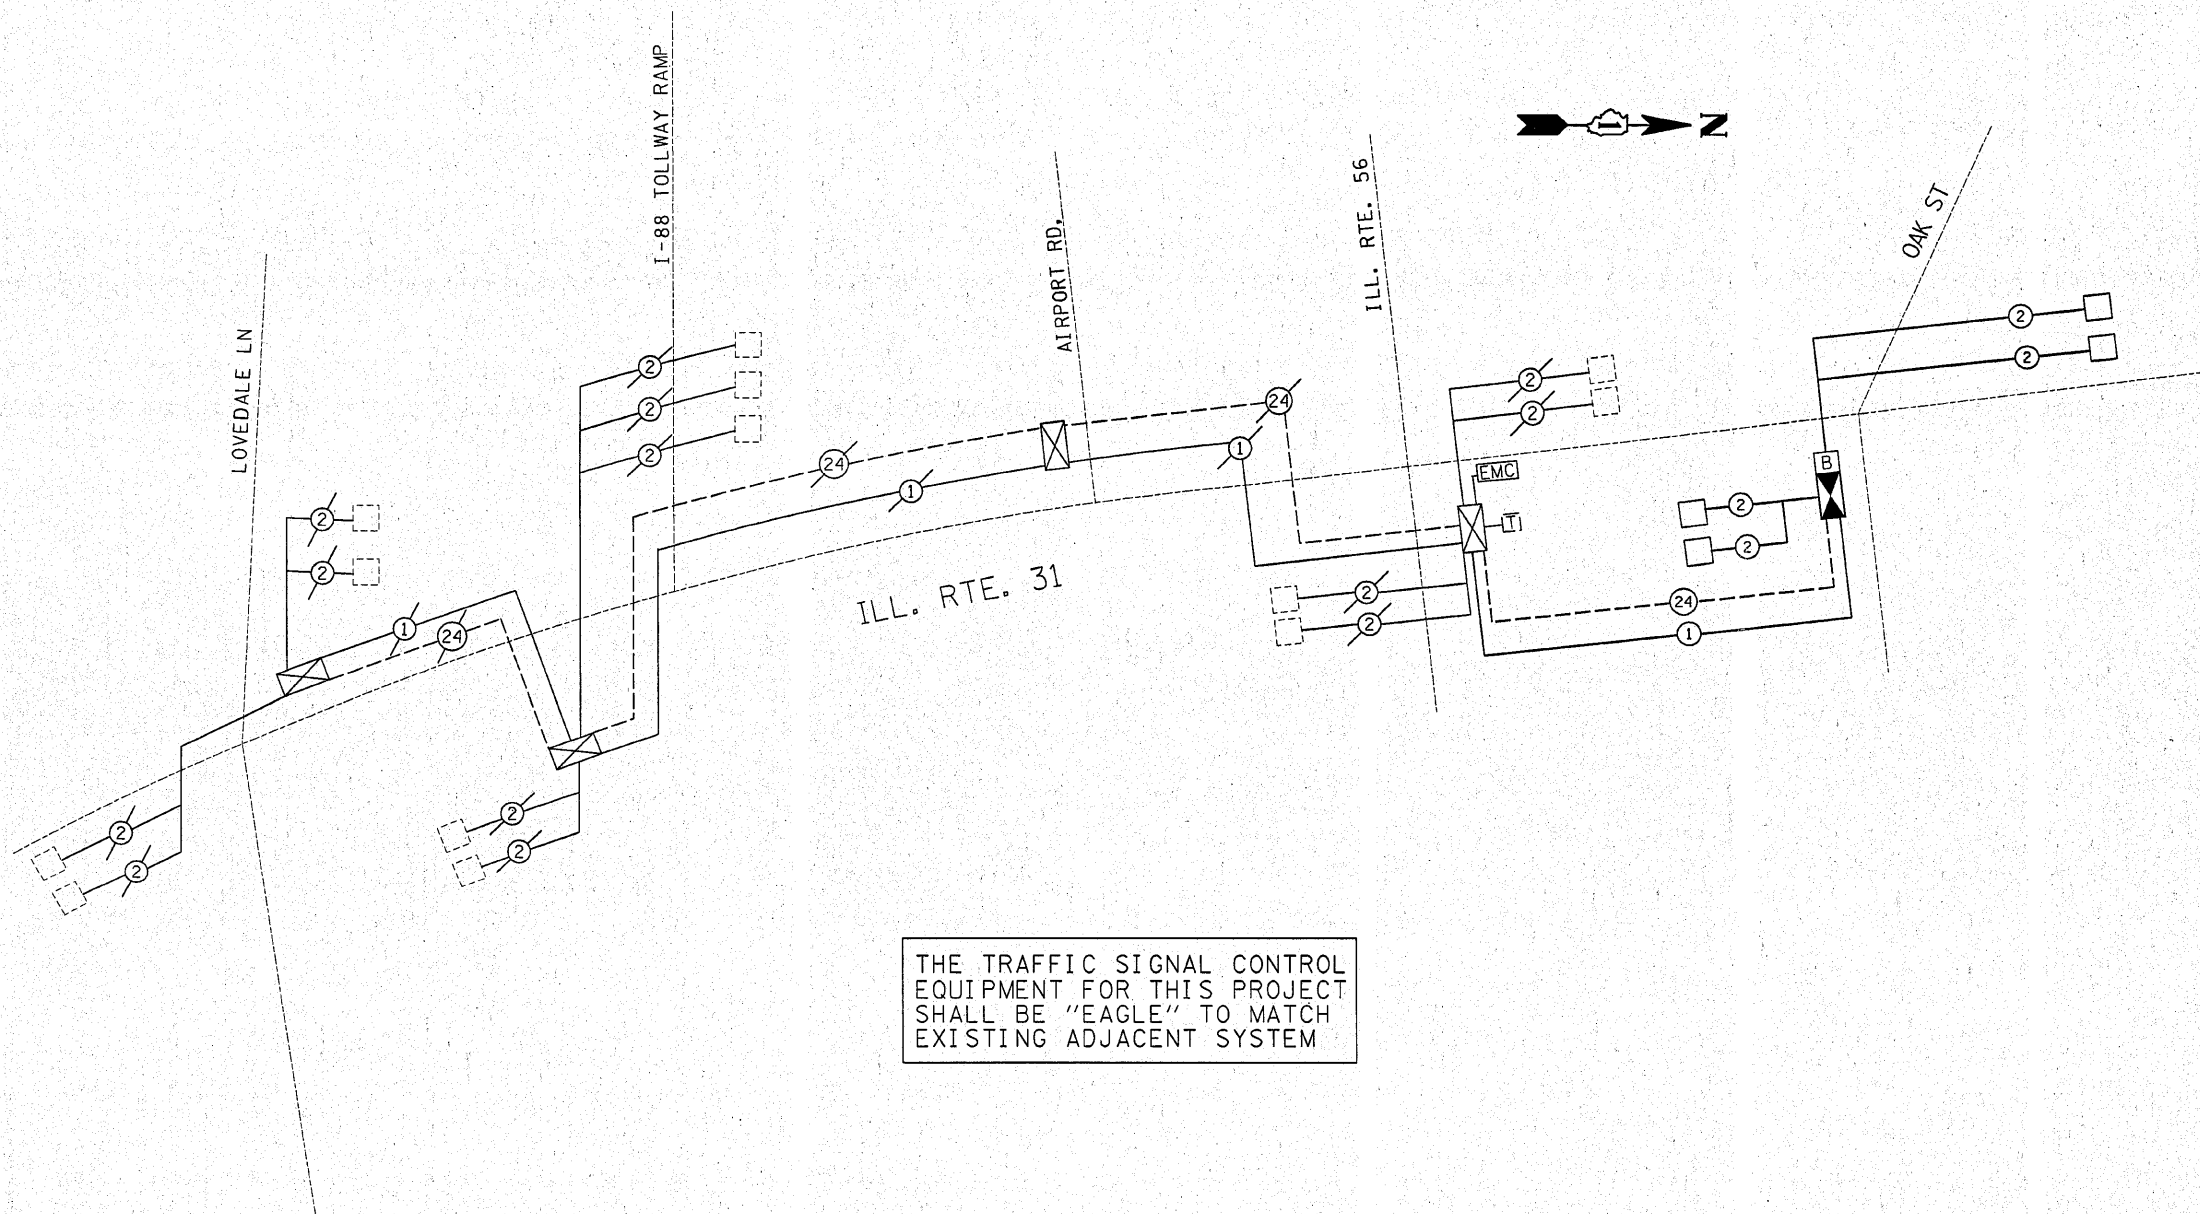 I-88 TOLLWAY RAMP
N
ILL. RTE. 56
OAK ST
AIRPORT RD.
LOVEDALE LN
2
2
2
2
2
2
2
24
1
24
1
2
2
EMC
T
B
2
2
2
2
1
24
2
2
24
1
ILL. RTE. 31
2
2
2
2
THE TRAFFIC SIGNAL CONTROL
EQUIPMENT FOR THIS PROJECT
SHALL BE "EAGLE" TO MATCH
EXISTING ADJACENT SYSTEM